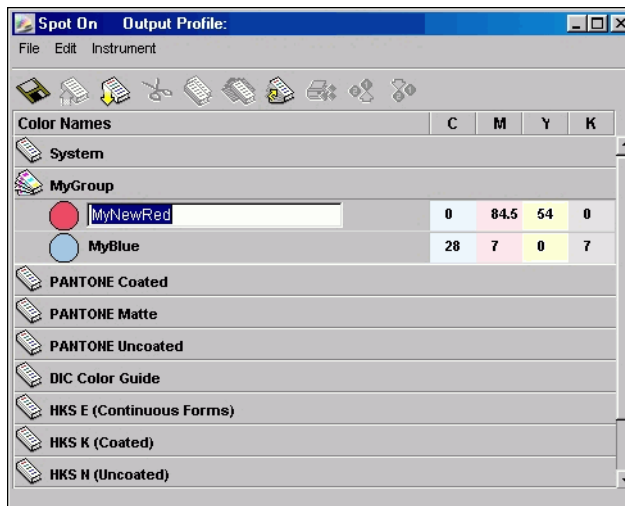 Spot On Output Profile:
File Edit Instrument
Color Names C M Y K
System
MyGroup
MyNewRed 0 84.5 54 0
MyBlue 28 7 0 7
PANTONE Coated
PANTONE Matte
PANTONE Uncoated
DIC Color Guide
HKS E (Continuous Forms)
HKS K (Coated)
HKS N (Uncoated)